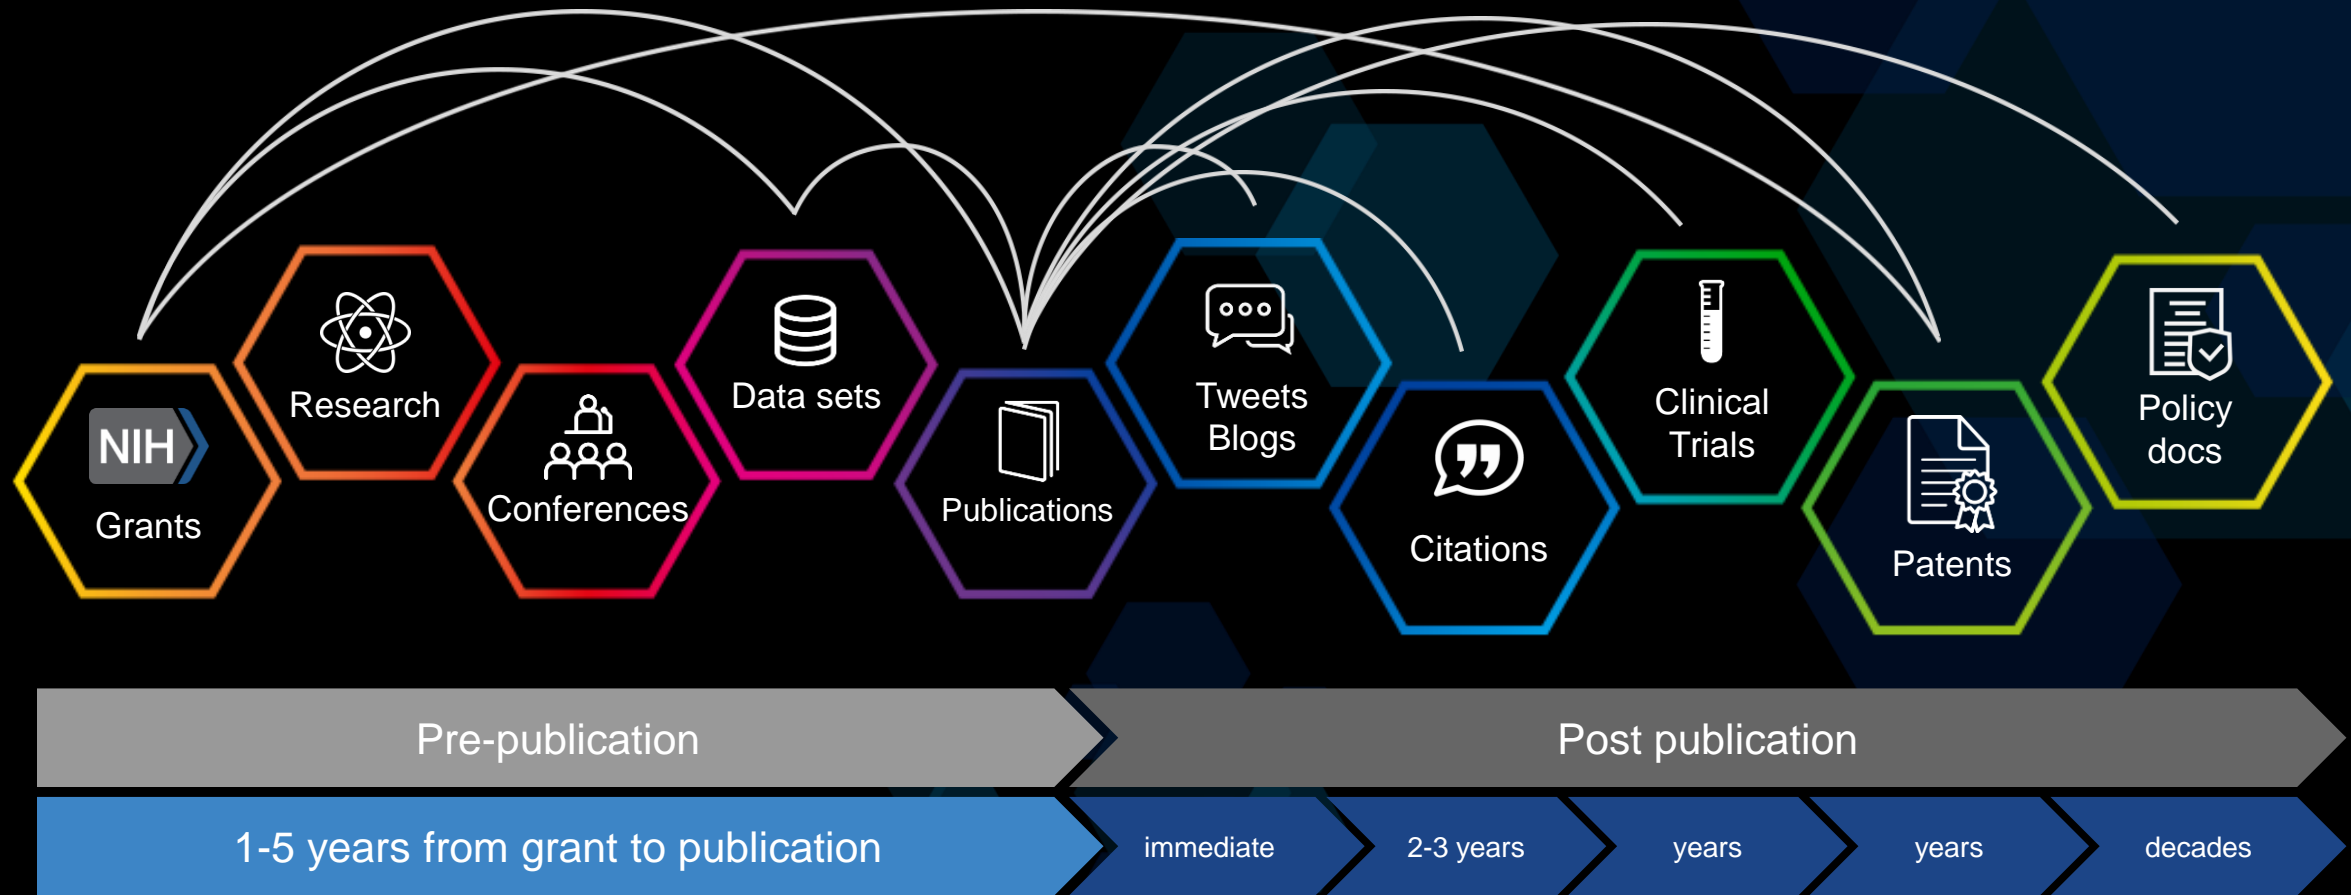 NIH
Grants
Research
Conferences
Data sets
Publications
Tweets
Blogs
Citations
Clinical
Trials
Patents
Policy
docs
Pre-publication
Post publication
1-5 years from grant to publication
immediate
2-3 years
years
years
decades